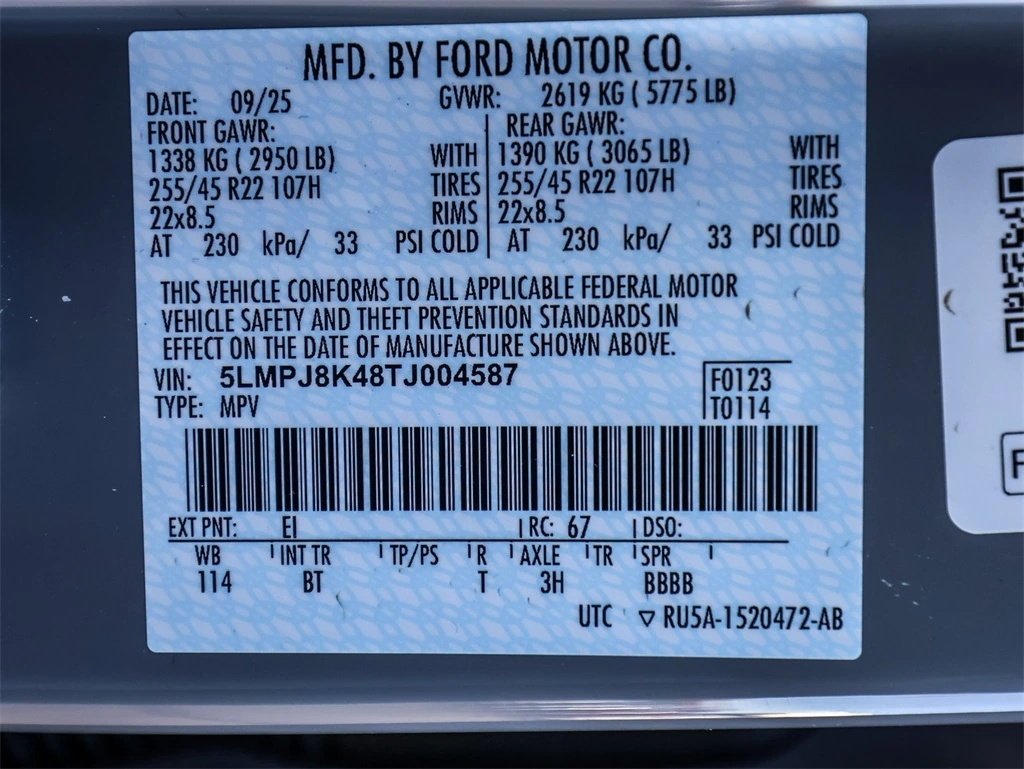 MFD. BY FORD MOTOR CO.
DATE: 09/25 GVWR: 2619 KG ( 5775 LB)
FRONT GAWR: REAR GAWR:
1338 KG ( 2950 LB) WITH 1390 KG ( 3065 LB) WITH
255/45 R22 107H TIRES 255/45 R22 107H TIRES
22x8.5 RIMS 22x8.5 RIMS
AT 230 kPa/ 33 PSI COLD AT 230 kPa/ 33 PSI COLD
THIS VEHICLE CONFORMS TO ALL APPLICABLE FEDERAL MOTOR
VEHICLE SAFETY AND THEFT PREVENTION STANDARDS IN
EFFECT ON THE DATE OF MANUFACTURE SHOWN ABOVE.
VIN: 5LMPJ8K48TJ004587 F0123
TYPE: MPV T0114
EXT PNT: EI RC: 67 DSO:
WB INT TR TP/PS R AXLE TR SPR
114 BT T 3H BBBB
UTC ▽ RU5A-1520472-AB